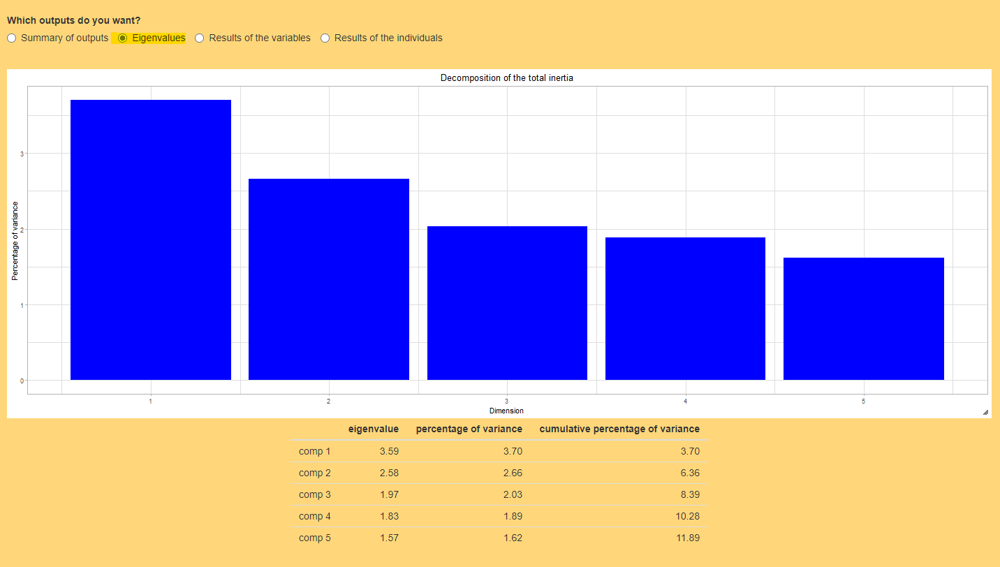 Which outputs do you want?
Summary of outputs Eigenvalues Results of the variables Results of the individuals
Decomposition of the total inertia
Percentage of variance
3
2
1
0
1 2 3 4 5
Dimension
eigenvalue percentage of variance cumulative percentage of variance
comp 1 3.59 3.70 3.70
comp 2 2.58 2.66 6.36
comp 3 1.97 2.03 8.39
comp 4 1.83 1.89 10.28
comp 5 1.57 1.62 11.89